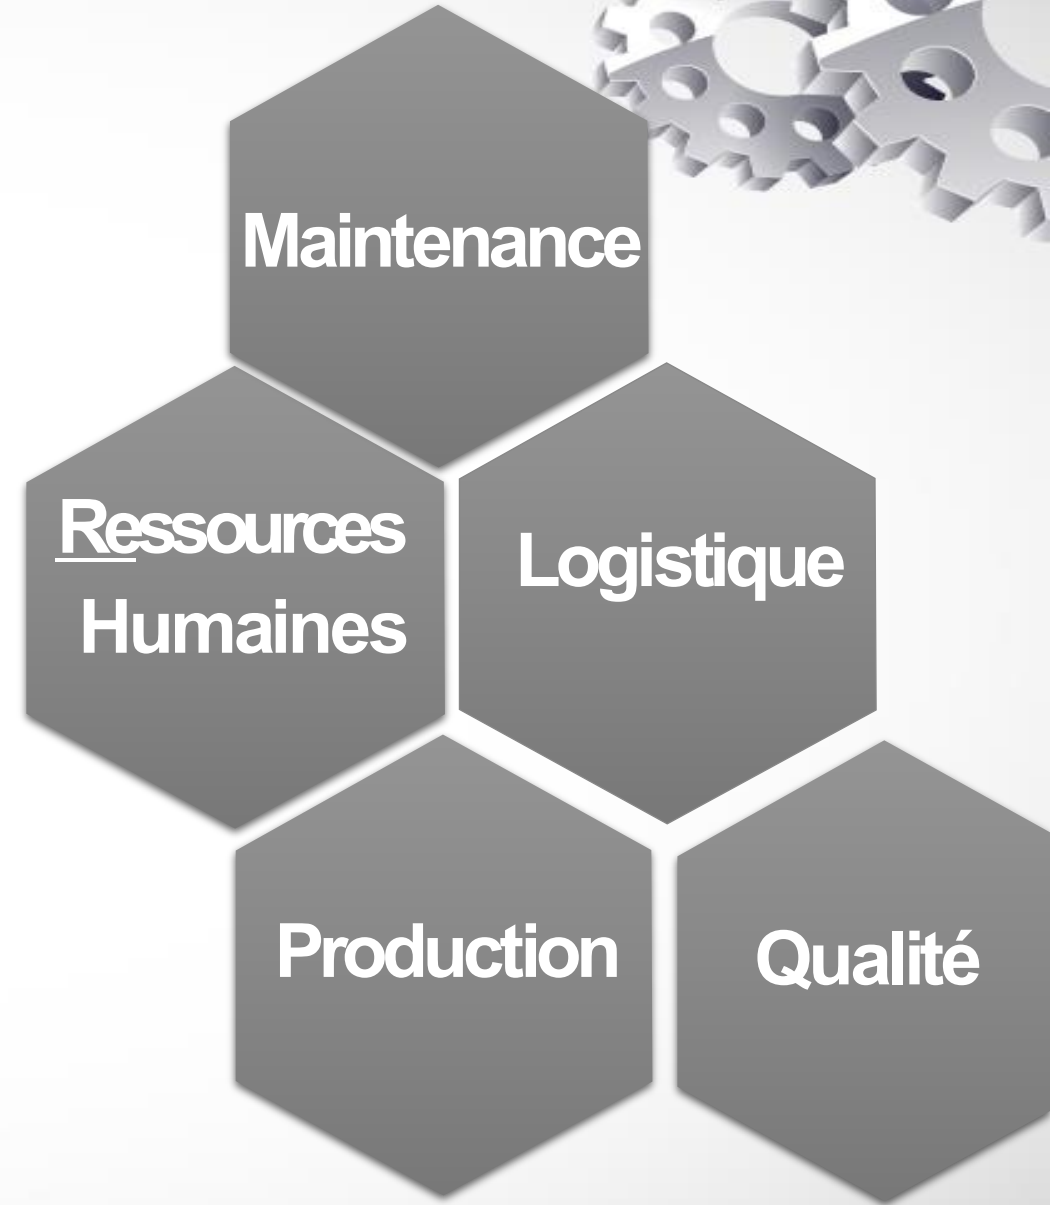 Maintenance
Ressources
Humaines
Logistique
Production
Qualité